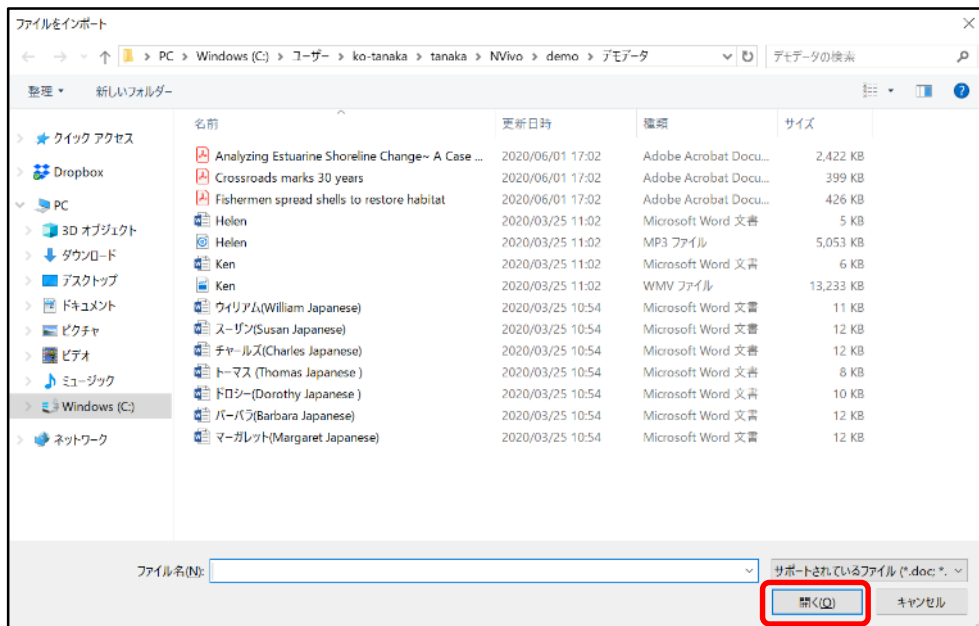 ファイルをインポート
PC > Windows (C:) > ユーザー > ko-tanaka > tanaka > NVivo > demo > デモデータ
デモデータの検索
整理
新しいフォルダー
名前 更新日時 種類 サイズ
クイック アクセス
Dropbox
PC
3D オブジェクト
ダウンロード
デスクトップ
ドキュメント
ピクチャ
ビデオ
ミュージック
Windows (C:)
ネットワーク
Analyzing Estuarine Shoreline Change~ A Case ... 2020/06/01 17:02 Adobe Acrobat Docu... 2,422 KB
Crossroads marks 30 years 2020/06/01 17:02 Adobe Acrobat Docu... 399 KB
Fishermen spread shells to restore habitat 2020/06/01 17:02 Adobe Acrobat Docu... 426 KB
Helen 2020/03/25 11:02 Microsoft Word 文書 5 KB
Helen 2020/03/25 11:02 MP3 ファイル 5,053 KB
Ken 2020/03/25 11:02 Microsoft Word 文書 6 KB
Ken 2020/03/25 11:02 WMV ファイル 13,233 KB
ウィリアム(William Japanese) 2020/03/25 10:54 Microsoft Word 文書 11 KB
スーザン(Susan Japanese) 2020/03/25 10:54 Microsoft Word 文書 12 KB
チャールズ(Charles Japanese) 2020/03/25 10:54 Microsoft Word 文書 12 KB
トーマス (Thomas Japanese ) 2020/03/25 10:54 Microsoft Word 文書 8 KB
ドロシー(Dorothy Japanese ) 2020/03/25 10:54 Microsoft Word 文書 10 KB
バーバラ(Barbara Japanese) 2020/03/25 10:54 Microsoft Word 文書 12 KB
マーガレット(Margaret Japanese) 2020/03/25 10:54 Microsoft Word 文書 12 KB
ファイル名(N):
サポートされているファイル (*.doc; *.
開く(O)
キャンセル